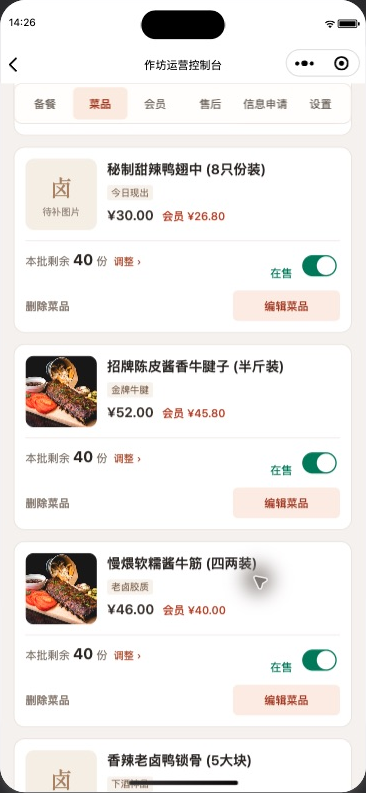 14:26
作坊运营控制台
备餐 菜品 会员 售后 信息申请 设置
卤
待补图片
秘制甜辣鸭翅中 (8只份装)
今日现出
¥30.00 会员 ¥26.80
本批剩余 40 份 调整 ›
在售
删除菜品 编辑菜品
招牌陈皮酱香牛腱子 (半斤装)
金牌牛腱
¥52.00 会员 ¥45.80
本批剩余 40 份 调整 ›
在售
删除菜品 编辑菜品
慢煨软糯酱牛筋 (四两装)
老卤胶质
¥46.00 会员 ¥40.00
本批剩余 40 份 调整 ›
在售
删除菜品 编辑菜品
卤
香辣老卤鸭锁骨 (5大块)
下酒神品